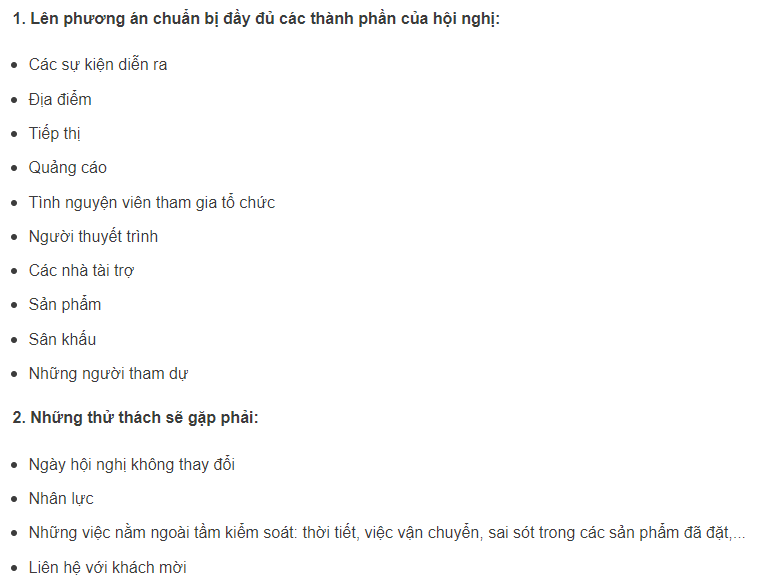 1. Lên phương án chuẩn bị đầy đủ các thành phần của hội nghị:
Các sự kiện diễn ra
Địa điểm
Tiếp thị
Quảng cáo
Tình nguyện viên tham gia tổ chức
Người thuyết trình
Các nhà tài trợ
Sản phẩm
Sân khấu
Những người tham dự
2. Những thử thách sẽ gặp phải:
Ngày hội nghị không thay đổi
Nhân lực
Những việc nằm ngoài tầm kiểm soát: thời tiết, việc vận chuyển, sai sót trong các sản phẩm đã đặt,...
Liên hệ với khách mời